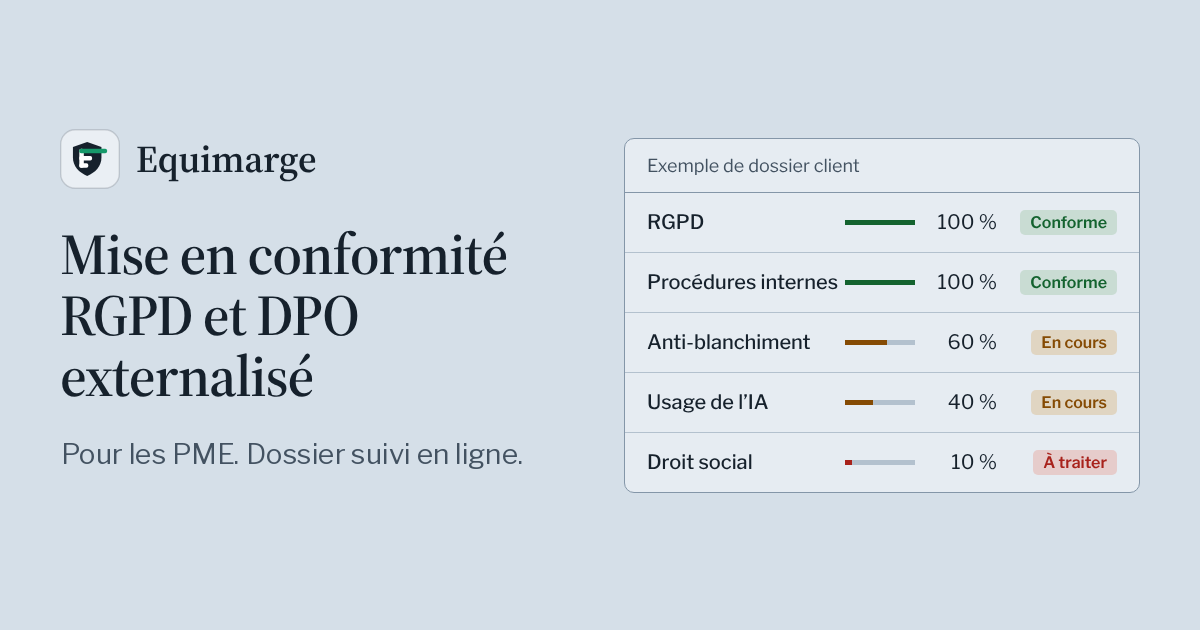 Equimarge
Mise en conformité
RGPD et DPO
externalisé
Pour les PME. Dossier suivi en ligne.
Exemple de dossier client
RGPD 100 % Conforme
Procédures internes 100 % Conforme
Anti-blanchiment 60 % En cours
Usage de l’IA 40 % En cours
Droit social 10 % À traiter